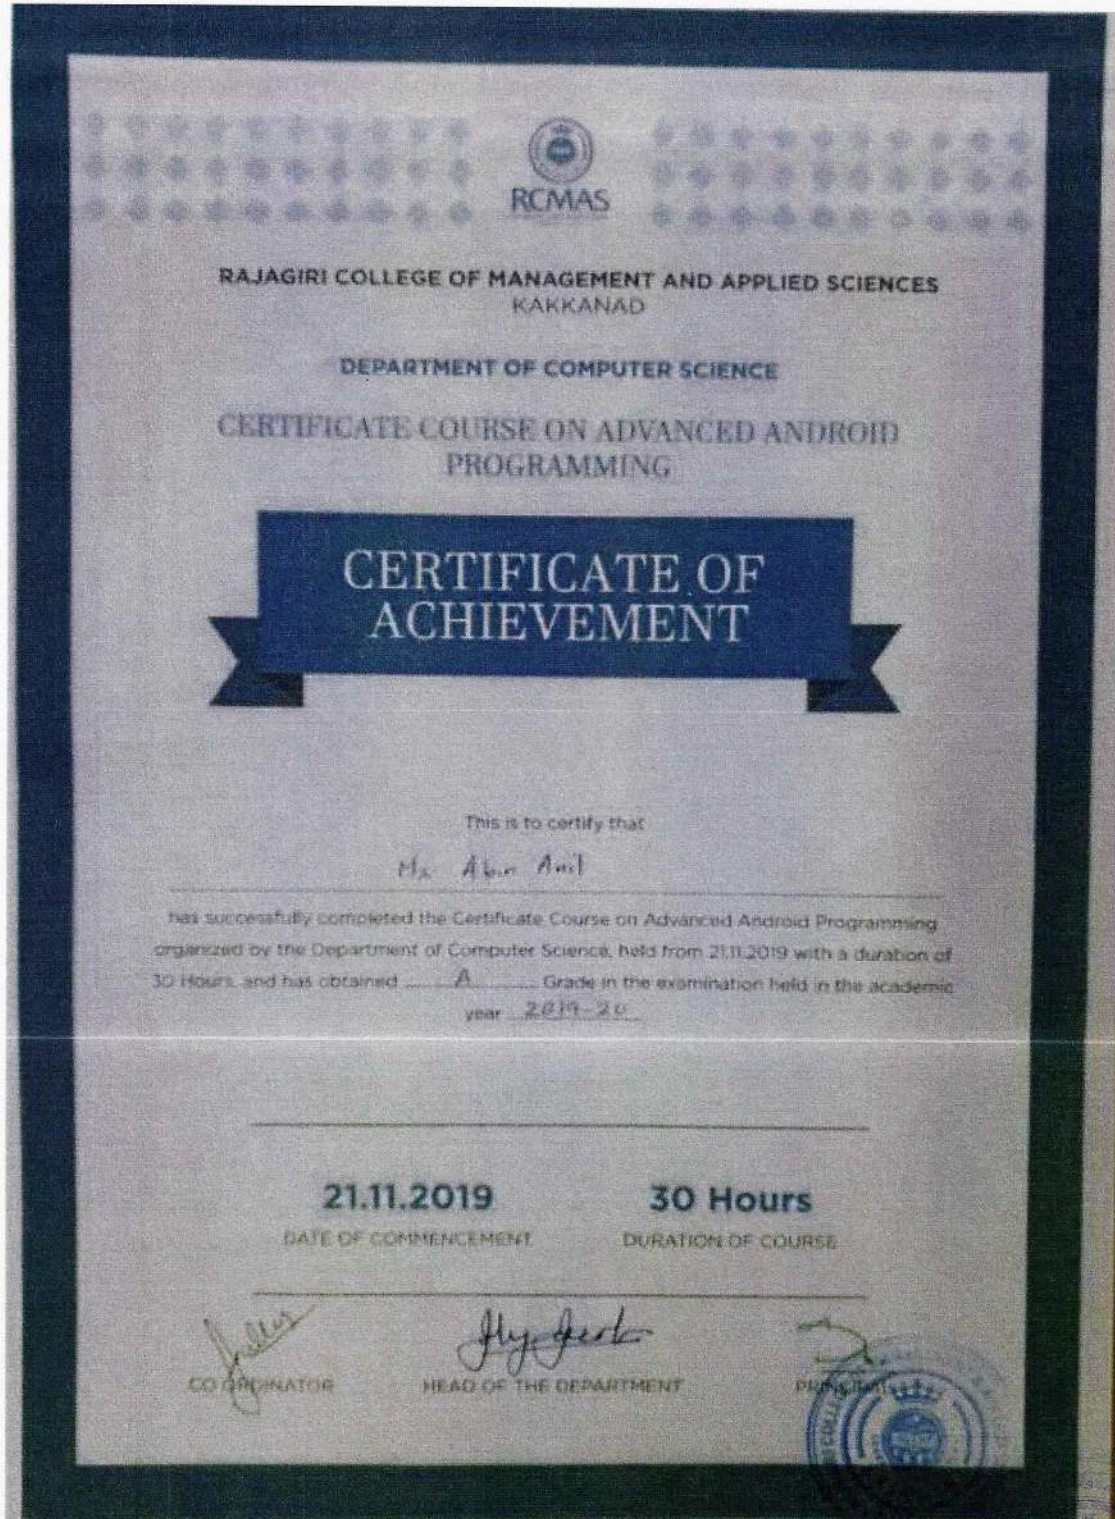 RCMAS
RAJAGIRI COLLEGE OF MANAGEMENT AND APPLIED SCIENCES
KAKKANAD
DEPARTMENT OF COMPUTER SCIENCE
CERTIFICATE COURSE ON ADVANCED ANDROID
PROGRAMMING
CERTIFICATE OF
ACHIEVEMENT
This is to certify that
Mr Abin Anil
has successfully completed the Certificate Course on Advanced Android Programming
organized by the Department of Computer Science, held from 21.11.2019 with a duration of
30 Hours, and has obtained A Grade in the examination held in the academic
year 2019-20
21.11.2019 30 Hours
DATE OF COMMENCEMENT DURATION OF COURSE
CO ORDINATOR HEAD OF THE DEPARTMENT PRINCIPAL